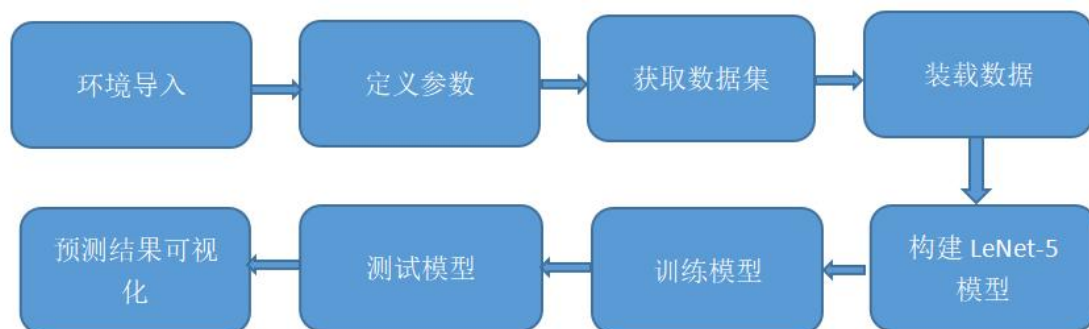 环境导入
定义参数
获取数据集
装载数据
构建 LeNet-5
模型
训练模型
测试模型
预测结果可视
化